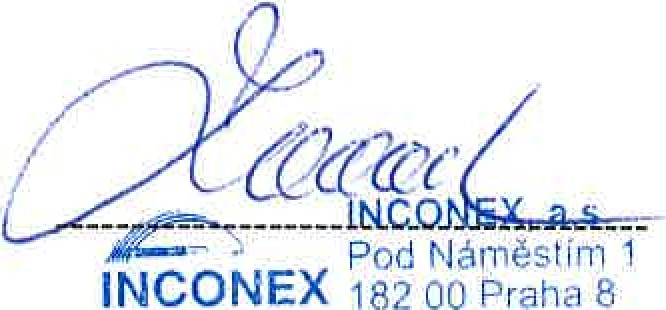 INCONEX a.s.
Pod Náměstím 1
INCONEX 182 00 Praha 8